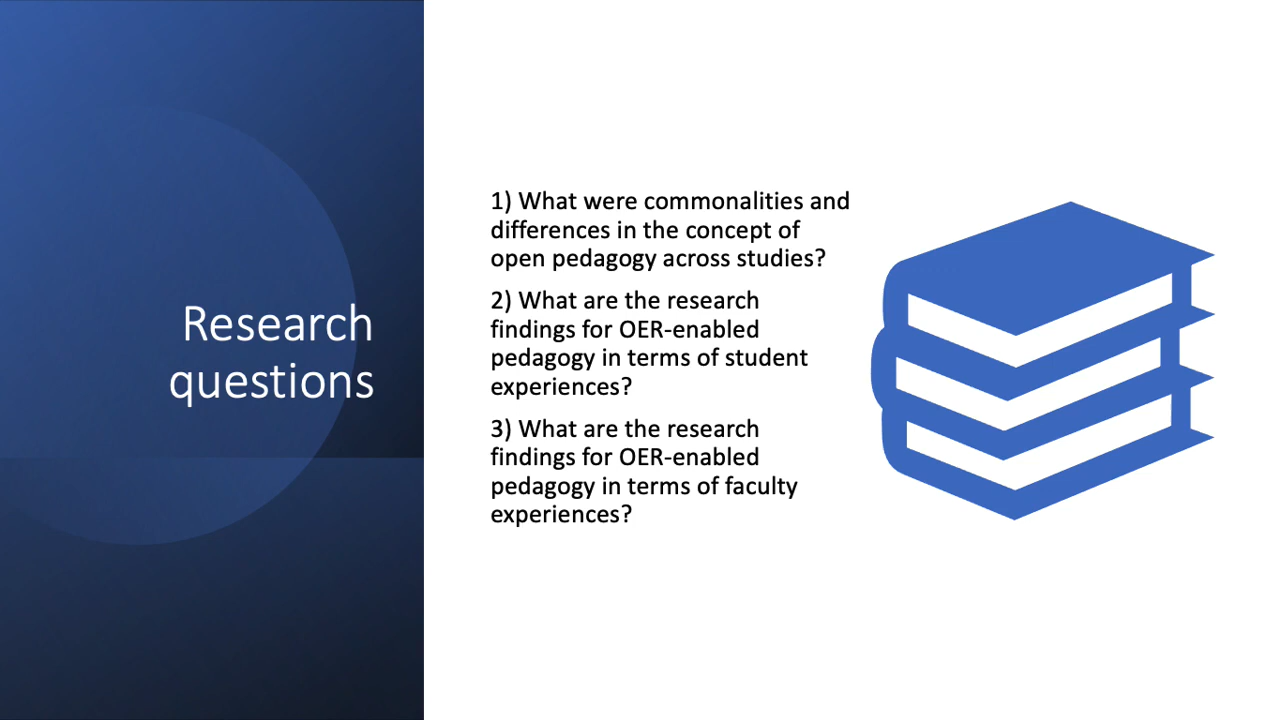 Research
questions
1) What were commonalities and
differences in the concept of
open pedagogy across studies?
2) What are the research
findings for OER-enabled
pedagogy in terms of student
experiences?
3) What are the research
findings for OER-enabled
pedagogy in terms of faculty
experiences?